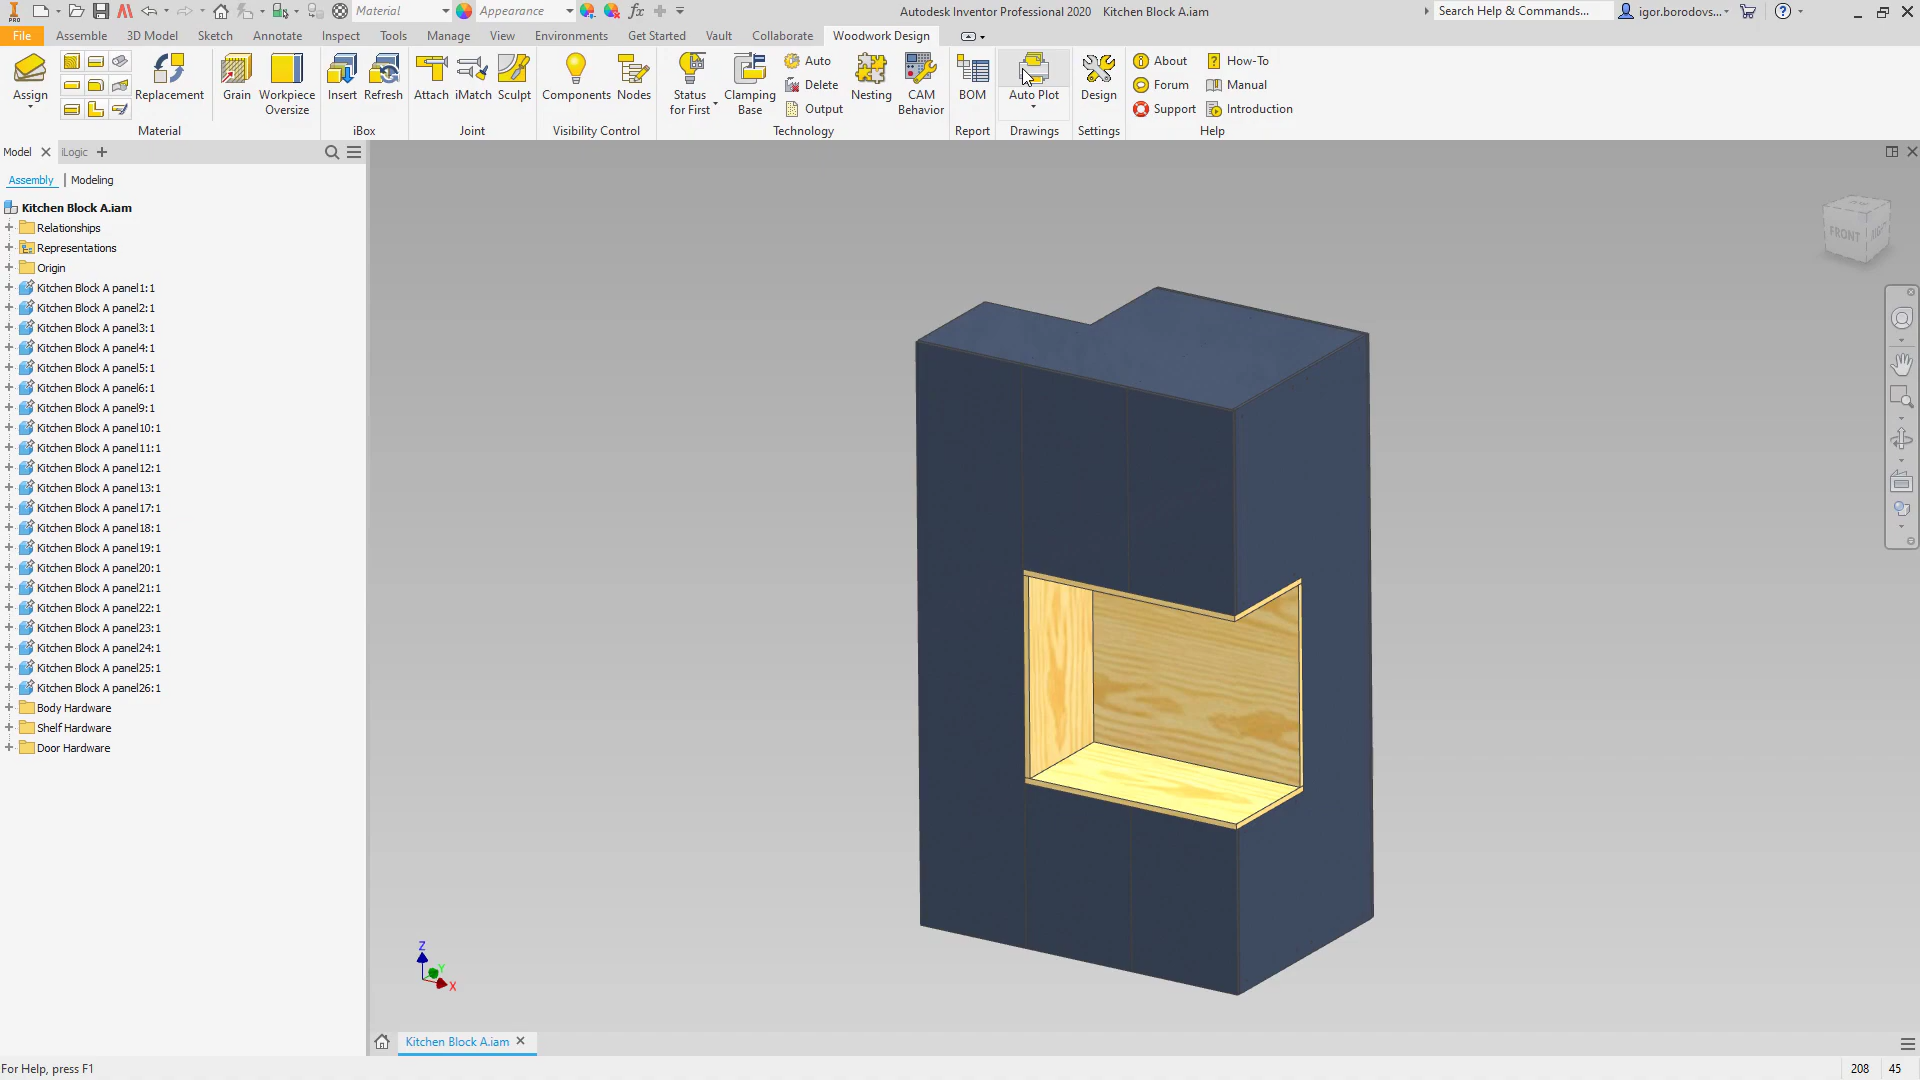 PRO Material Appearance fx Autodesk Inventor Professional 2020 Kitchen Block A.iam Search Help & Commands... igor.borodovs...
File Assemble 3D Model Sketch Annotate Inspect Tools Manage View Environments Get Started Vault Collaborate Woodwork Design
Assign Replacement Grain Workpiece Oversize Insert Refresh Attach iMatch Sculpt Components Nodes Status for First Clamping Base Auto Delete Output Nesting CAM Behavior BOM Auto Plot Design About Forum Support How-To Manual Introduction
Material iBox Joint Visibility Control Technology Report Drawings Settings Help
Model iLogic
Assembly | Modeling
Kitchen Block A.iam
Relationships
Representations
Origin
Kitchen Block A panel1:1
Kitchen Block A panel2:1
Kitchen Block A panel3:1
Kitchen Block A panel4:1
Kitchen Block A panel5:1
Kitchen Block A panel6:1
Kitchen Block A panel9:1
Kitchen Block A panel10:1
Kitchen Block A panel11:1
Kitchen Block A panel12:1
Kitchen Block A panel13:1
Kitchen Block A panel17:1
Kitchen Block A panel18:1
Kitchen Block A panel19:1
Kitchen Block A panel20:1
Kitchen Block A panel21:1
Kitchen Block A panel22:1
Kitchen Block A panel23:1
Kitchen Block A panel24:1
Kitchen Block A panel25:1
Kitchen Block A panel26:1
Body Hardware
Shelf Hardware
Door Hardware
FRONT RIGHT
Z
Y
X
Kitchen Block A.iam
For Help, press F1 208 45